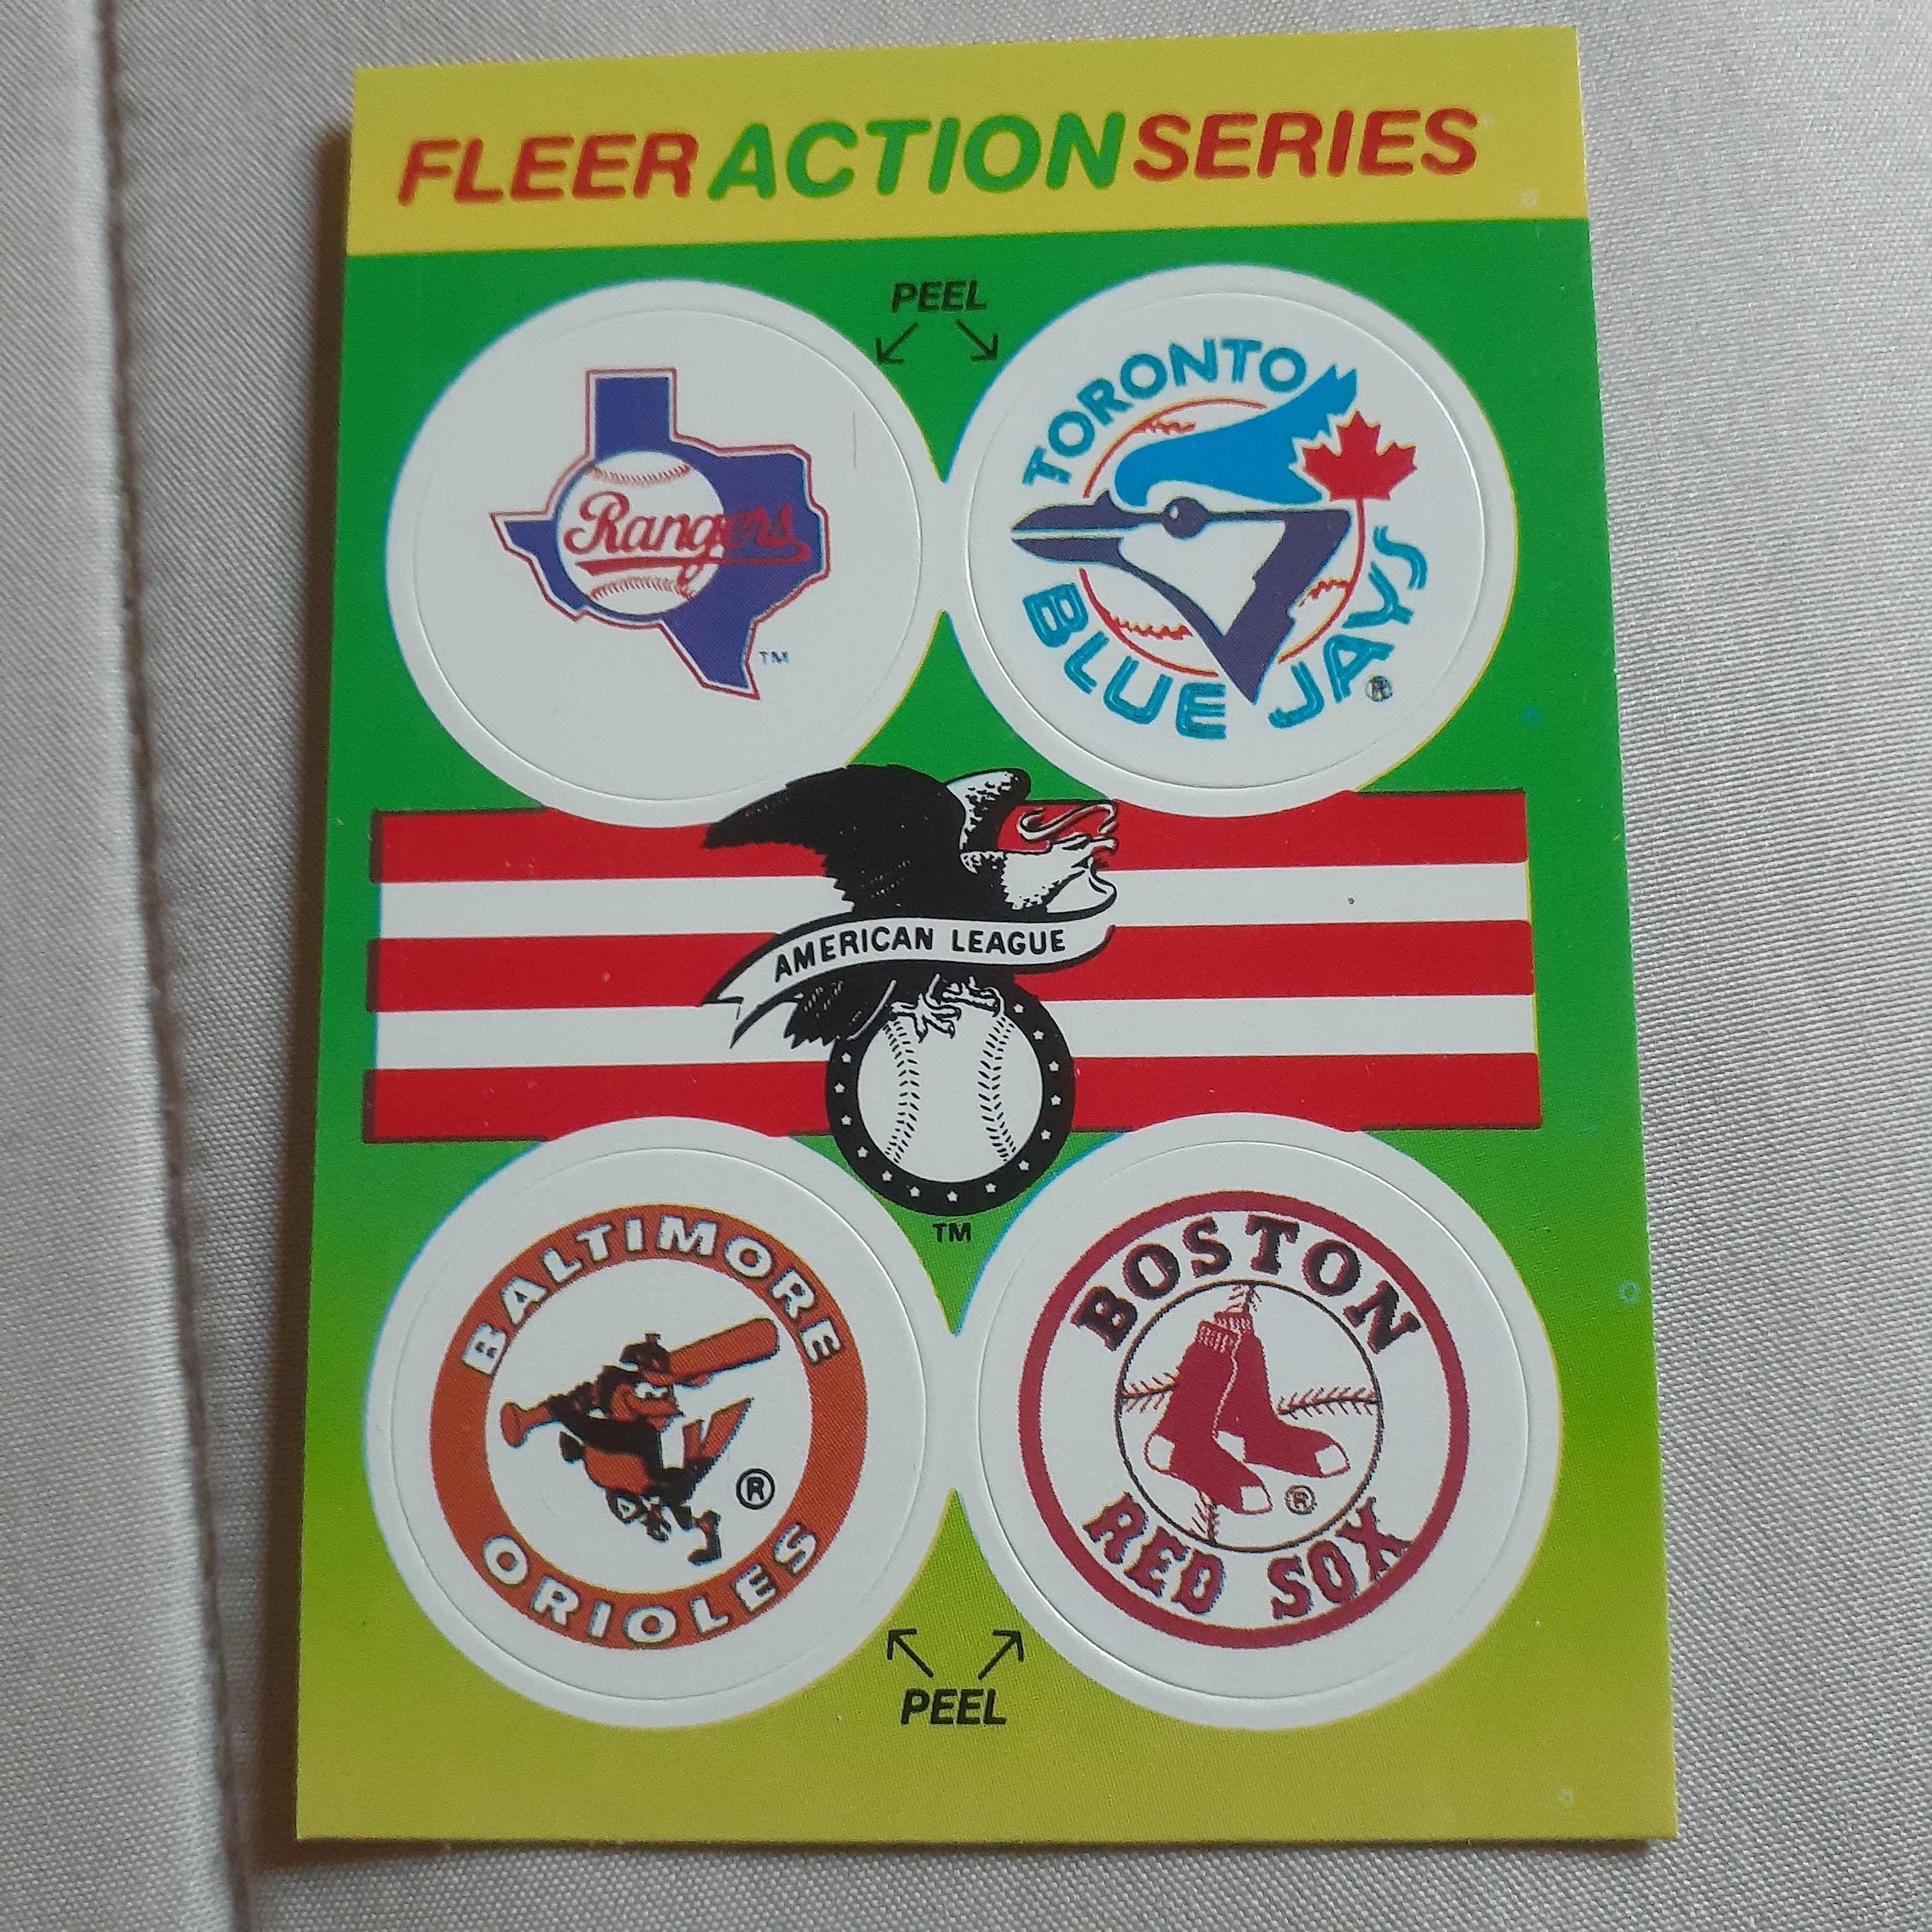 FLEER ACTION SERIES
PEEL
Rangers
TM
TORONTO
BLUE JAYS
®
AMERICAN LEAGUE
TM
BALTIMORE
ORIOLES
®
BOSTON
RED SOX
®
PEEL